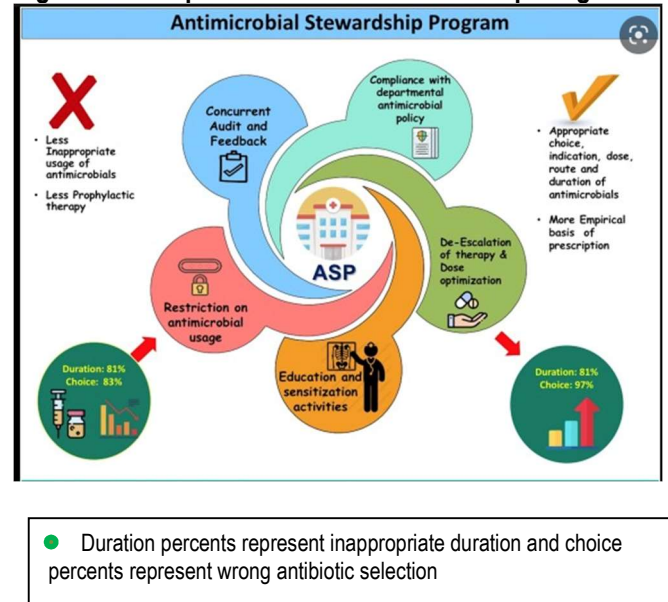 Antimicrobial Stewardship Program
• Less
Inappropriate
usage of
antimicrobials
• Less Prophylactic
therapy
Concurrent
Audit and
Feedback
Compliance with
departmental
antimicrobial
policy
• Appropriate
choice,
indication, dose,
route and
duration of
antimicrobials
• More Empirical
basis of
prescription
ASP
De-Escalation
of therapy &
Dose
optimization
Restriction on
antimicrobial
usage
Education and
sensitization
activities
Duration: 81%
Choice: 83%
Duration: 81%
Choice: 97%
• Duration percents represent inappropriate duration and choice
percents represent wrong antibiotic selection